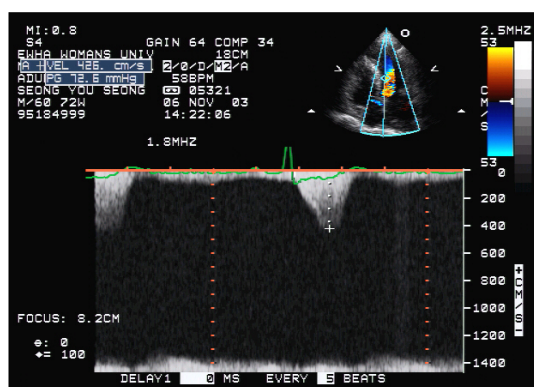 MI:0.8
S4 GAIN 64 COMP 34
EWHA WOMANS UNIV 18CM
A +VEL 426. cm/s 2/0/D/M2/A
ADU PG 72.6 mmHg 58BPM
SEONG YOU SEONG 05321
M/60 72W 06 NOV 03
95184999 14:22:06
1.8MHZ
2.5MHZ
53
CM/S
53
0
200
400
600
800
1000
1200
1400
+CM/S
FOCUS: 8.2CM
θ: 0
= 100
DELAY1 0 MS EVERY 5 BEATS